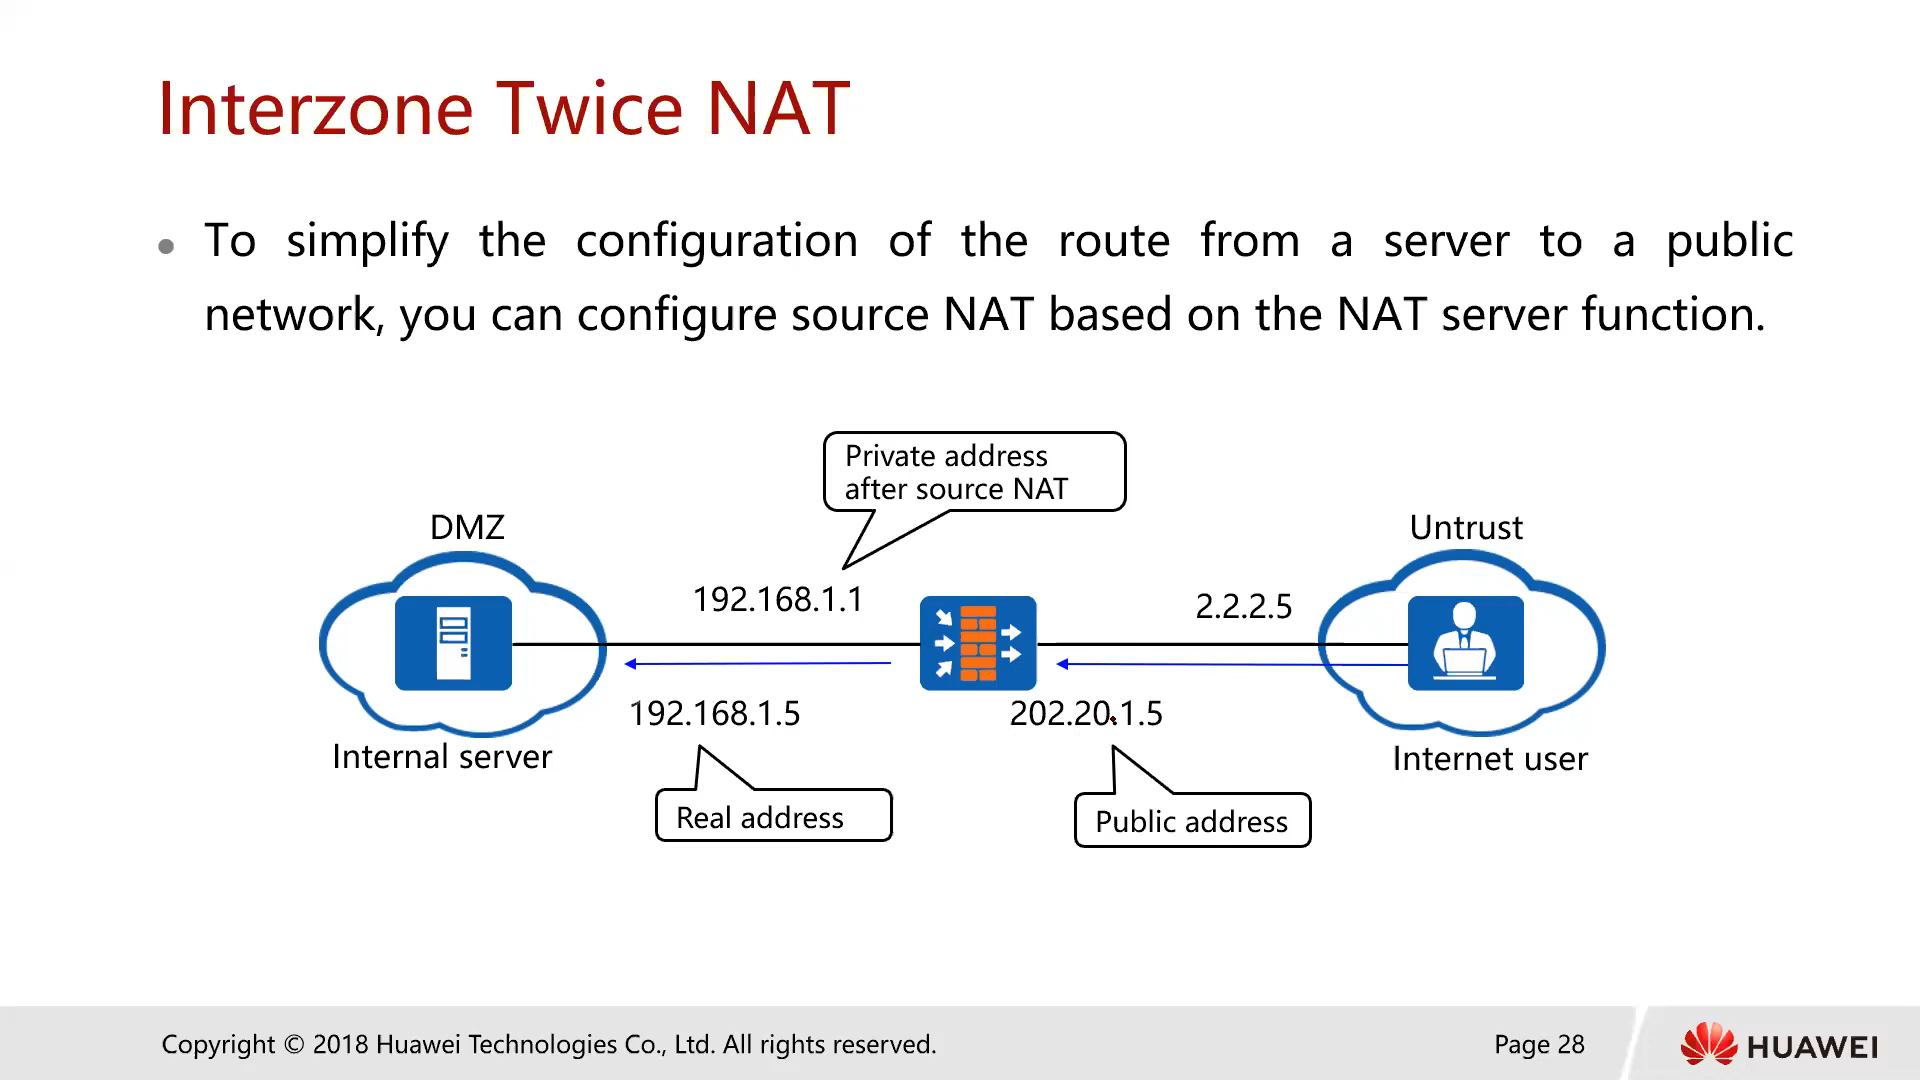 Interzone Twice NAT
To simplify the configuration of the route from a server to a public
network, you can configure source NAT based on the NAT server function.
Private address
after source NAT
DMZ
Untrust
192.168.1.1
2.2.2.5
192.168.1.5
202.20.1.5
Internal server
Internet user
Real address
Public address
Copyright © 2018 Huawei Technologies Co., Ltd. All rights reserved.
Page 28
HUAWEI